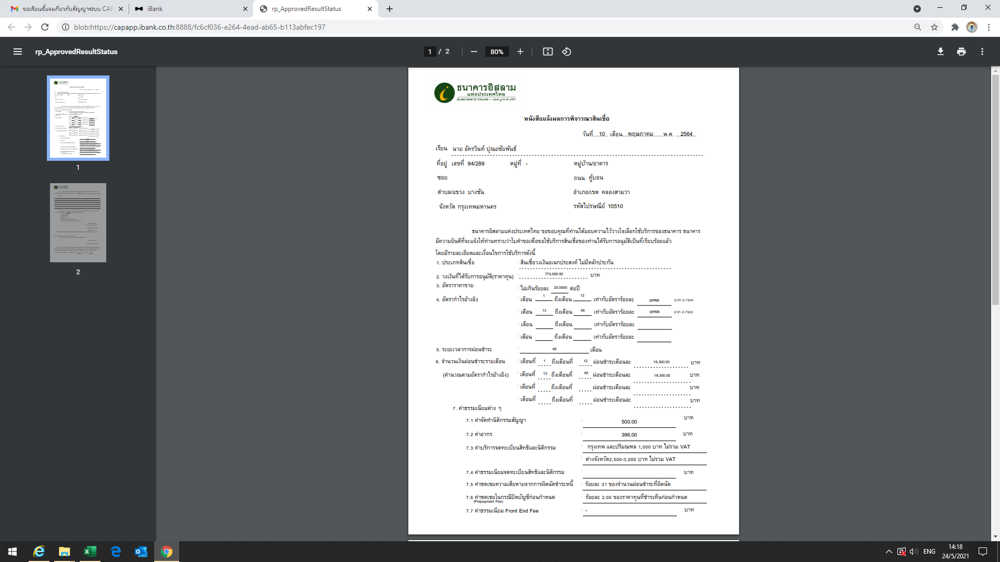 ขอเรียนชี้แจงเกี่ยวกับสัญญาระบบ CAP
iBank
rp_ApprovedResultStatus
blob:https://capapp.ibank.co.th:8888/fc6cf036-e264-4ead-ab65-b113abfec197
rp_ApprovedResultStatus
1 / 2
80%
1
2
ธนาคารอิสลาม
แห่งประเทศไทย
ISLAMIC BANK OF THAILAND
หนังสือแจ้งผลการพิจารณาสินเชื่อ
วันที่....10.. เดือน....พฤษภาคม......พ.ศ. ...2564...
เรียน นาย อัครวินท์ ปุณยชัยพันธ์
ที่อยู่ เลขที่ 94/289 หมู่ที่ - หมู่บ้าน/อาคาร
ซอย ถนน คู้บอน
ตำบล/แขวง บางชัน อำเภอ/เขต คลองสามวา
จังหวัด กรุงเทพมหานคร รหัสไปรษณีย์ 10510
ธนาคารอิสลามแห่งประเทศไทย ขอขอบคุณที่ท่านได้มอบความไว้วางใจเลือกใช้บริการของธนาคาร ธนาคาร
มีความยินดีที่จะแจ้งให้ท่านทราบว่าใบคำขอเพื่อขอใช้บริการสินเชื่อของท่านได้รับการอนุมัติเป็นที่เรียบร้อยแล้ว
โดยมีรายละเอียดและเงื่อนไขการใช้บริการดังนี้
1. ประเภทสินเชื่อ : สินเชื่อวงเงินอเนกประสงค์ ไม่มีหลักประกัน
2. วงเงินที่ได้รับการอนุมัติ(ราคาทุน) : 774,000.00 บาท
3. อัตราราคาขาย : ไม่เกินร้อยละ 25.0000 ต่อปี
4. อัตรากำไรอ้างอิง : เดือน 1 ถึงเดือน 12 เท่ากับอัตราร้อยละ SPRR บวก 0.7500
: เดือน 13 ถึงเดือน 48 เท่ากับอัตราร้อยละ SPRR บวก 0.7500
: เดือน ถึงเดือน เท่ากับอัตราร้อยละ
: เดือน ถึงเดือน เท่ากับอัตราร้อยละ
5. ระยะเวลาการผ่อนชำระ : 48 เดือน
6. จำนวนเงินผ่อนชำระรายเดือน : เดือนที่ 1 ถึงเดือนที่ 12 ผ่อนชำระเดือนละ 19,300.00 บาท
(คำนวณตามอัตรากำไรอ้างอิง) : เดือนที่ 13 ถึงเดือนที่ 48 ผ่อนชำระเดือนละ 19,300.00 บาท
: เดือนที่ ถึงเดือนที่ ผ่อนชำระเดือนละ บาท
: เดือนที่ ถึงเดือนที่ ผ่อนชำระเดือนละ บาท
7. ค่าธรรมเนียมต่าง ๆ
7.1 ค่าจัดทำนิติกรรมสัญญา : 500.00 บาท
7.2 ค่าอากร : 396.00 บาท
7.3 ค่าบริการจดทะเบียนสิทธิและนิติกรรม : กรุงเทพ และปริมณฑล 1,000 บาท ไม่รวม VAT
: ต่างจังหวัด2,500-3,000 บาท ไม่รวม VAT
7.4 ค่าธรรมเนียมจดทะเบียนสิทธิและนิติกรรม : บาท
7.5 ค่าชดเชยความเสียหายจากการผิดนัดชำระหนี้ : ร้อยละ 31 ของจำนวนผ่อนชำระที่ผิดนัด
7.6 ค่าชดเชยในกรณีปิดบัญชีก่อนกำหนด : ร้อยละ 2.00 ของราคาทุนที่ชำระคืนก่อนกำหนด
(Prepayment Fee)
7.7 ค่าธรรมเนียม Front End Fee : - บาท
ENG
14:18
24/5/2021